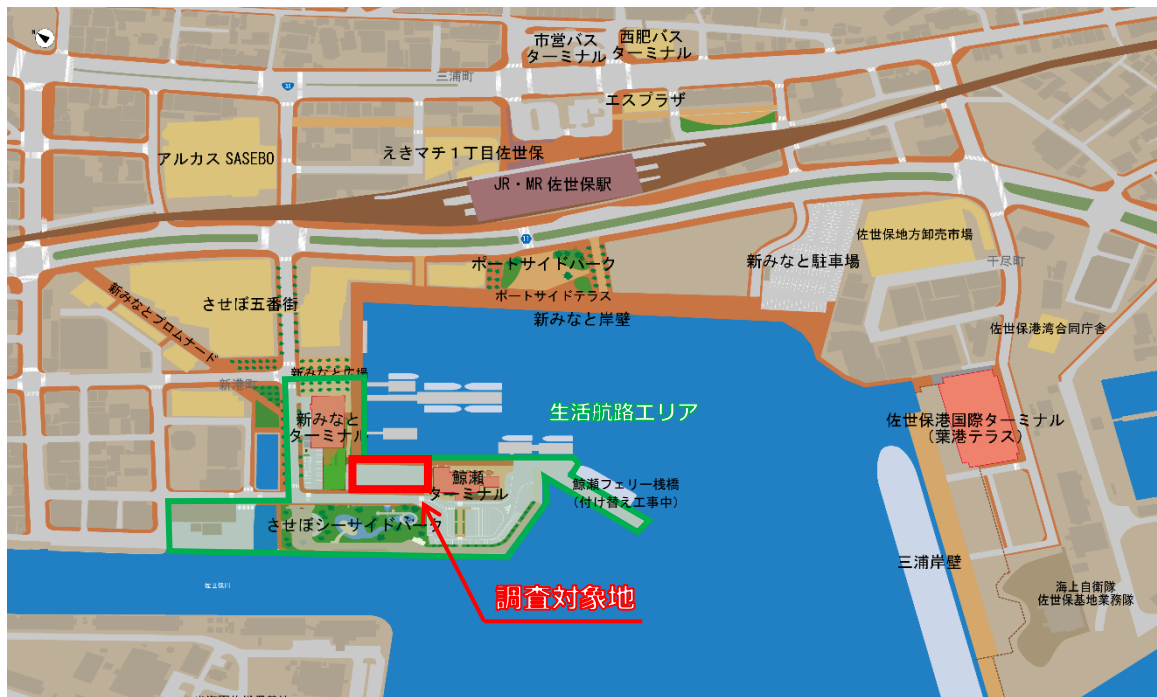 N
市営バス
ターミナル
西肥バス
ターミナル
三浦町
31
エスプラザ
アルカス SASEBO
えきマチ１丁目佐世保
JR・MR 佐世保駅
11
ポートサイドパーク
ポートサイドテラス
新みなと岸壁
新みなと駐車場
佐世保地方卸売市場
干尽町
佐世保港湾合同庁舎
させぼ五番街
新みなとプロムナード
新みなと広場
新港町
新みなと
ターミナル
生活航路エリア
佐世保港国際ターミナル
（葉港テラス）
鯨瀬
ターミナル
鯨瀬フェリー桟橋
（付け替え工事中）
させぼシーサイドパーク
三浦岸壁
調査対象地
海上自衛隊
佐世保基地業務隊